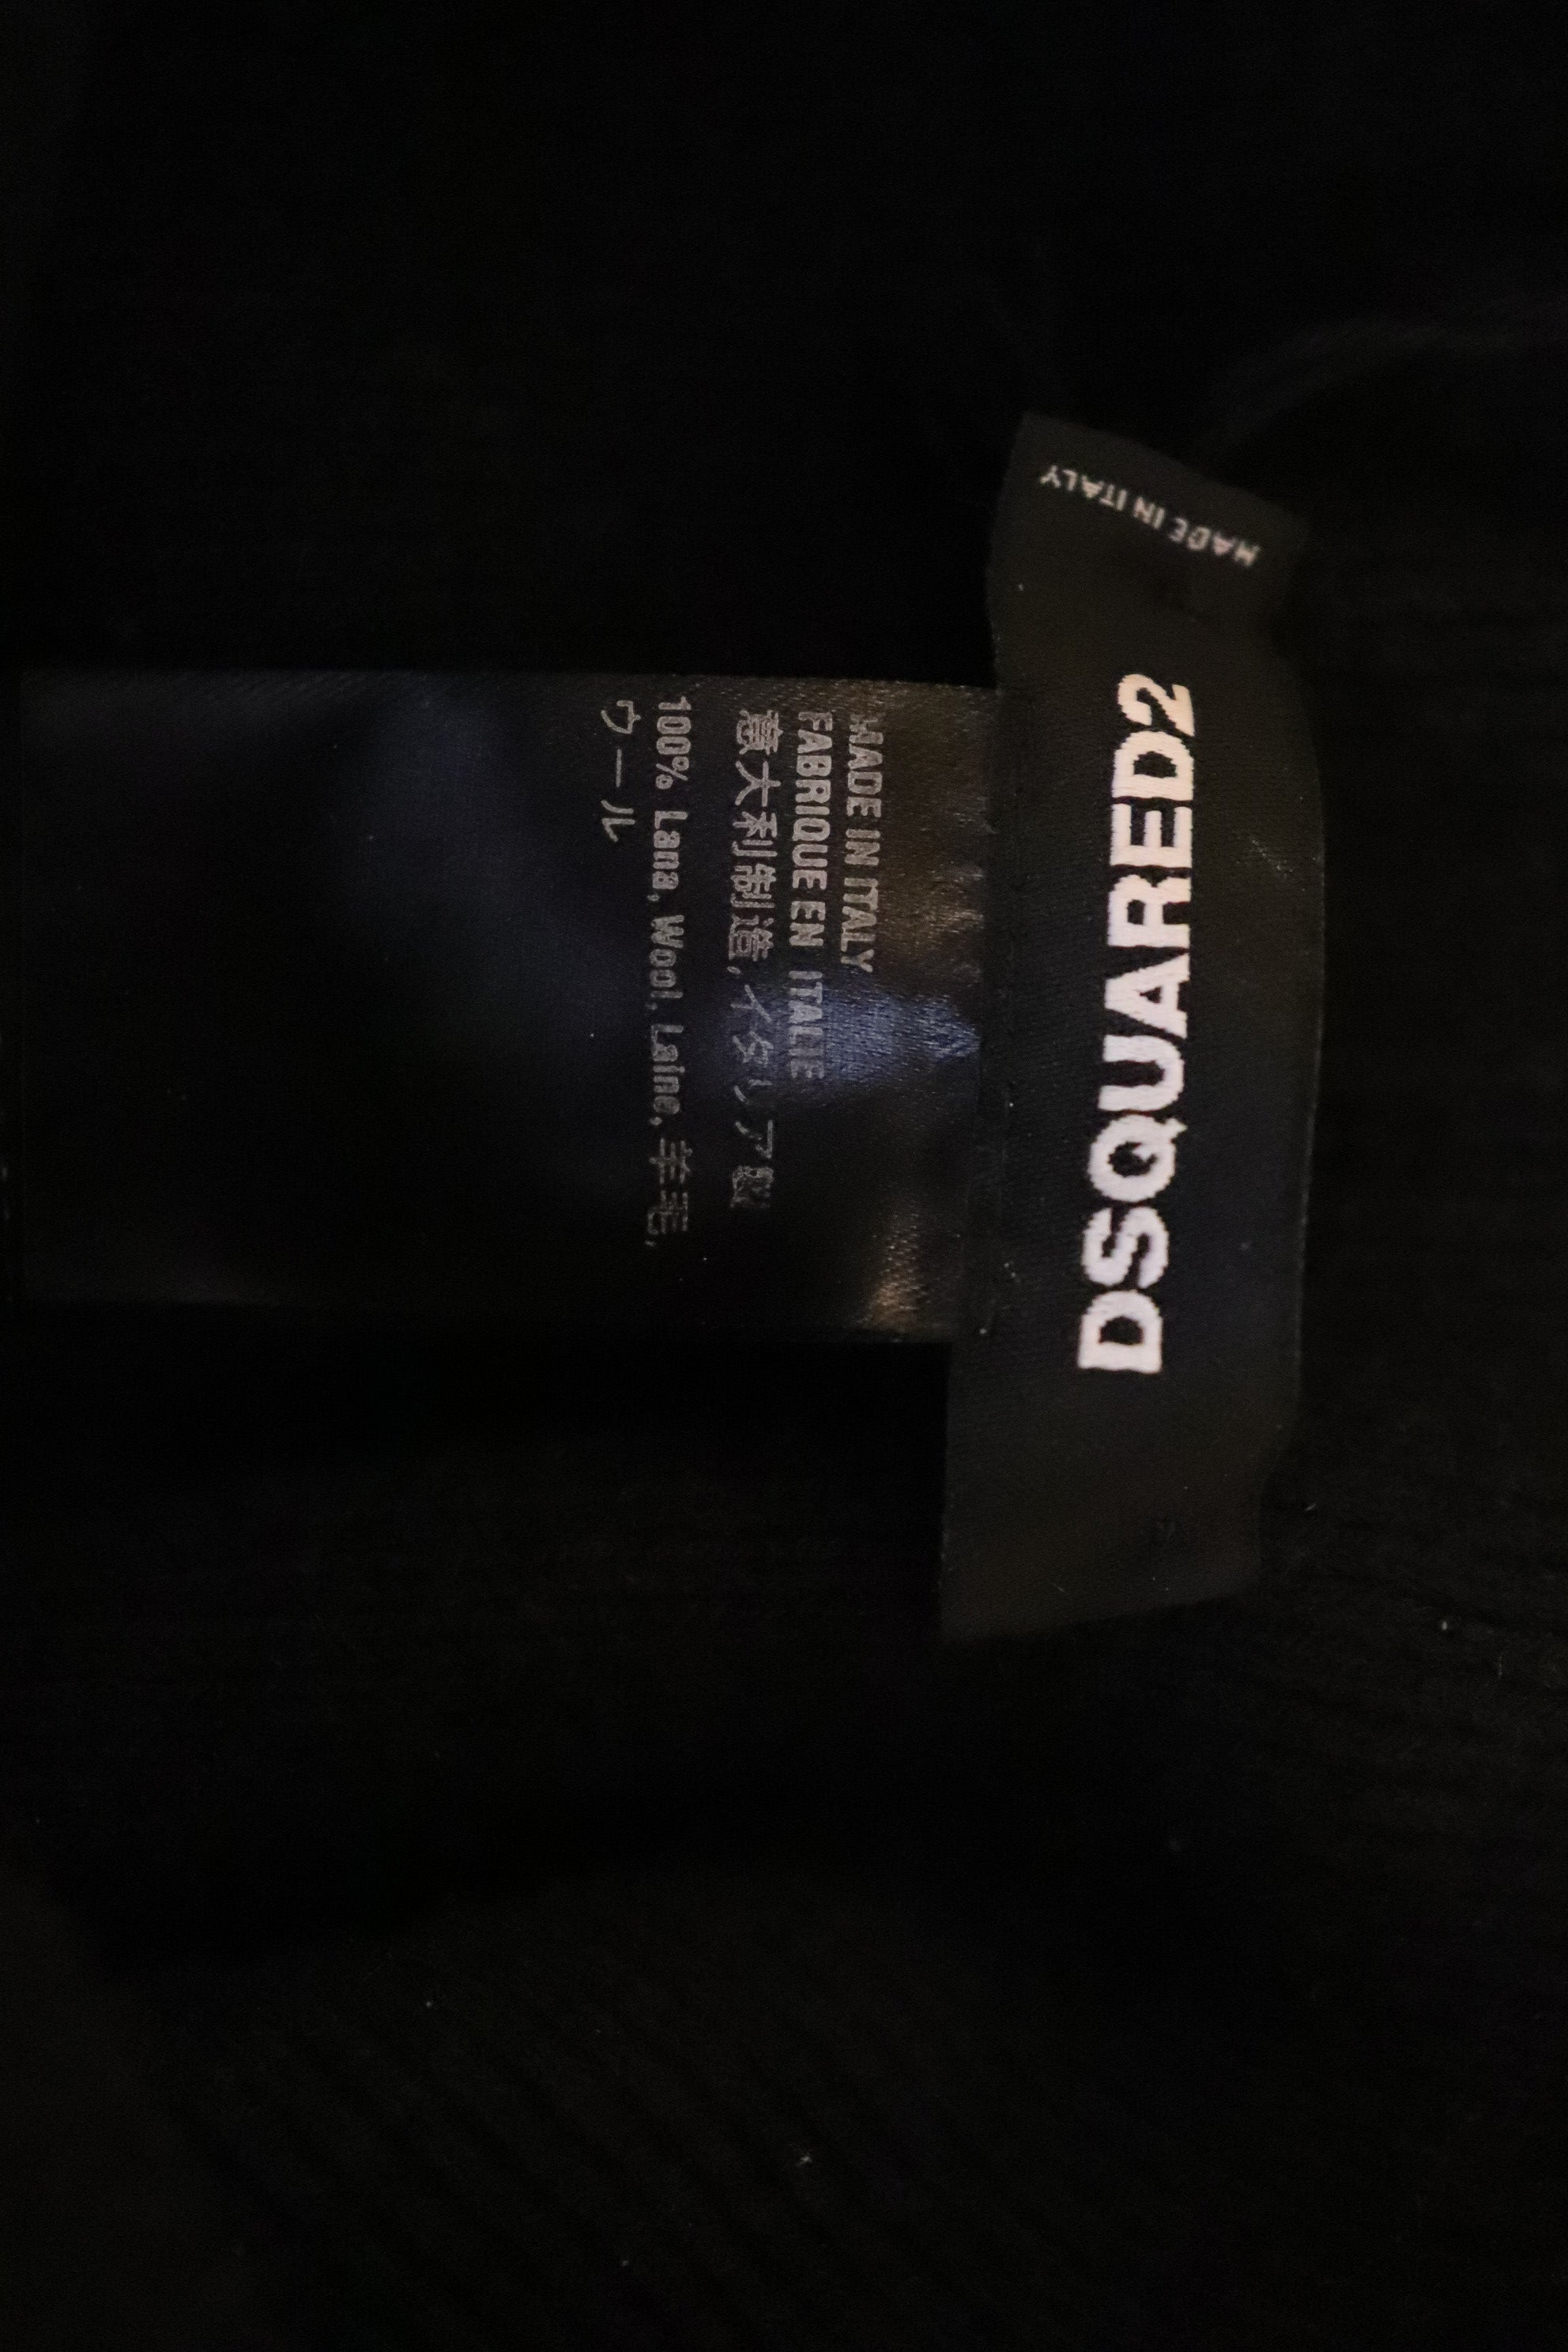 DSQUARED2
MADE IN ITALY
MADE IN ITALY
FABRIQUE EN ITALIE
意大利制造, イタリア製
100% Lana, Wool, Laine, 羊毛,
ウール